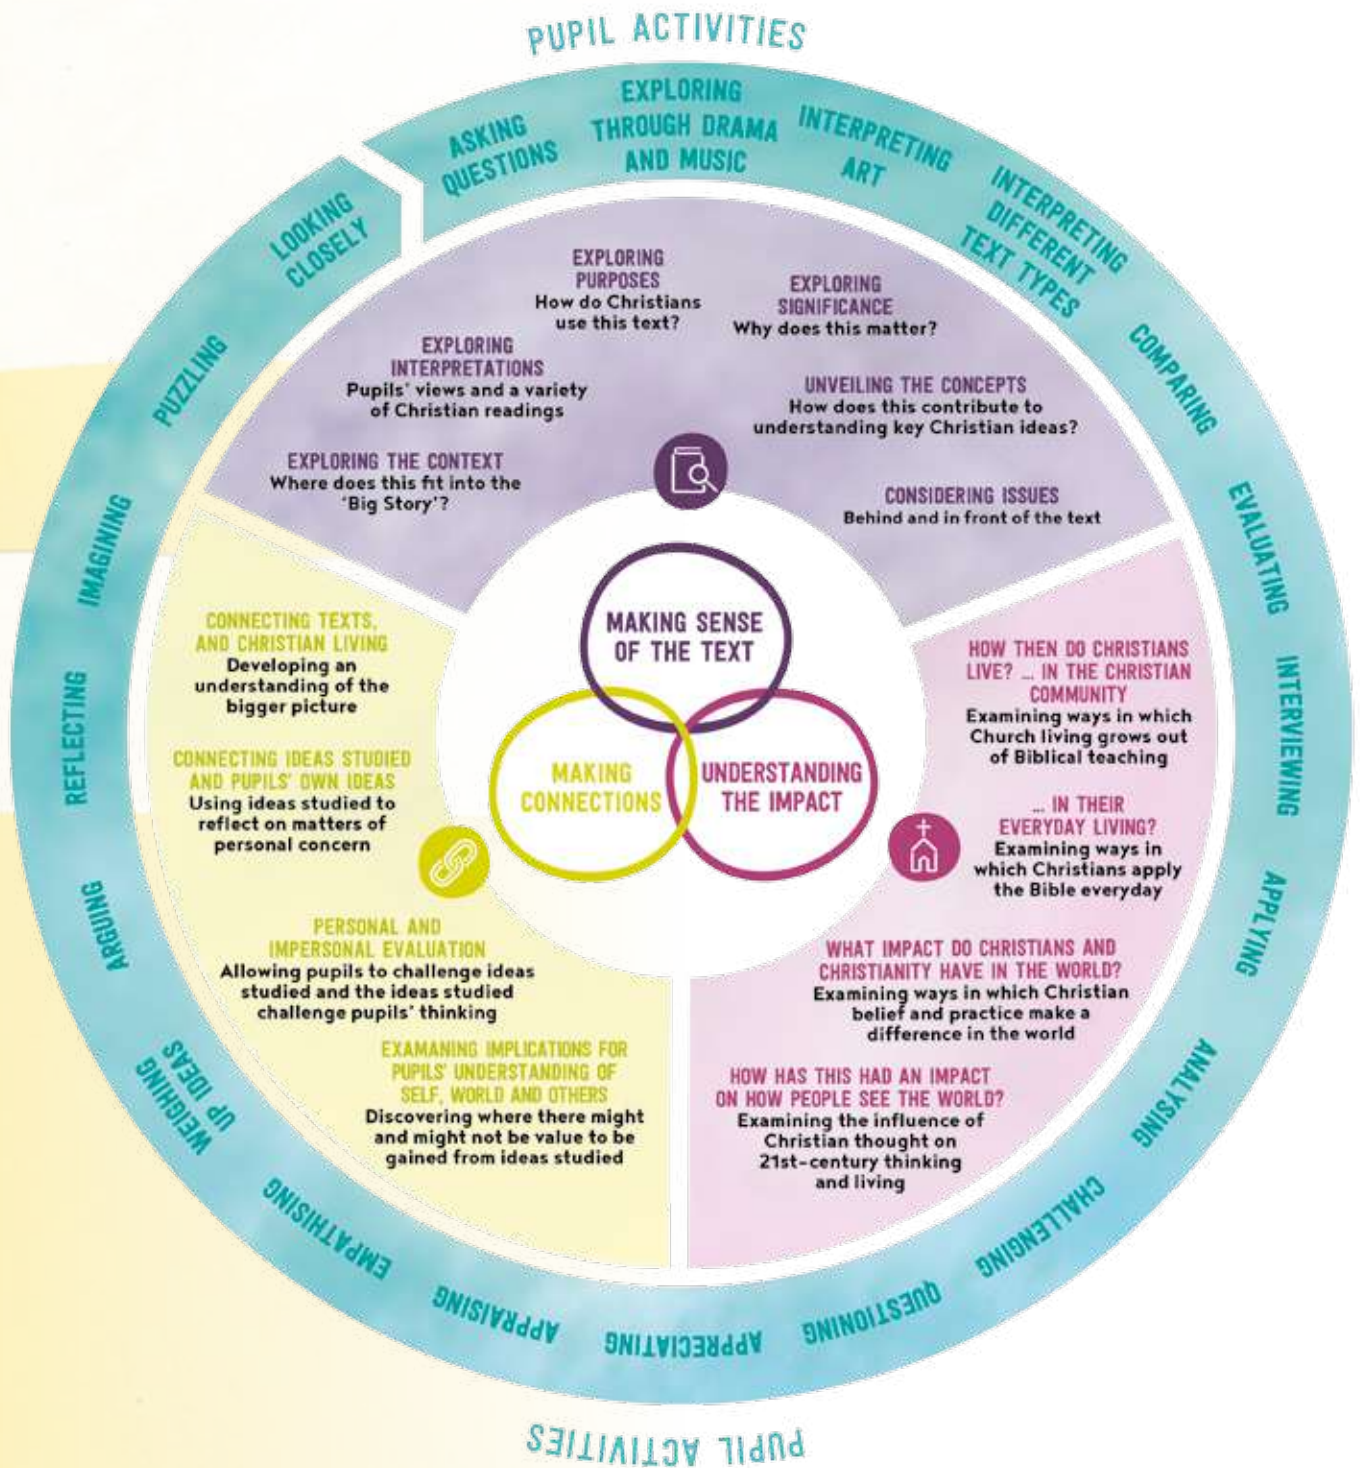 PUPIL ACTIVITIES
ASKING
QUESTIONS
EXPLORING
THROUGH DRAMA
AND MUSIC
INTERPRETING
ART
INTERPRETING
DIFFERENT
TEXT TYPES
COMPARING
EVALUATING
INTERVIEWING
APPLYING
ANALYSING
CHALLENGING
QUESTIONING
APPRECIATING
APPRAISING
EMPATHISING
WEIGHING
UP IDEAS
ARGUING
REFLECTING
IMAGINING
PUZZLING
LOOKING
CLOSELY
EXPLORING
PURPOSES
How do Christians
use this text?
EXPLORING
SIGNIFICANCE
Why does this matter?
EXPLORING
INTERPRETATIONS
Pupils' views and a variety
of Christian readings
UNVEILING THE CONCEPTS
How does this contribute to
understanding key Christian ideas?
EXPLORING THE CONTEXT
Where does this fit into the
'Big Story'?
CONSIDERING ISSUES
Behind and in front of the text
MAKING SENSE
OF THE TEXT
MAKING
CONNECTIONS
UNDERSTANDING
THE IMPACT
CONNECTING TEXTS,
AND CHRISTIAN LIVING
Developing an
understanding of the
bigger picture
CONNECTING IDEAS STUDIED
AND PUPILS' OWN IDEAS
Using ideas studied to
reflect on matters of
personal concern
PERSONAL AND
IMPERSONAL EVALUATION
Allowing pupils to challenge ideas
studied and the ideas studied
challenge pupils' thinking
EXAMANING IMPLICATIONS FOR
PUPILS' UNDERSTANDING OF
SELF, WORLD AND OTHERS
Discovering where there might
and might not be value to be
gained from ideas studied
HOW THEN DO CHRISTIANS
LIVE? ... IN THE CHRISTIAN
COMMUNITY
Examining ways in which
Church living grows out
of Biblical teaching
... IN THEIR
EVERYDAY LIVING?
Examining ways in
which Christians apply
the Bible everyday
WHAT IMPACT DO CHRISTIANS AND
CHRISTIANITY HAVE IN THE WORLD?
Examining ways in which Christian
belief and practice make a
difference in the world
HOW HAS THIS HAD AN IMPACT
ON HOW PEOPLE SEE THE WORLD?
Examining the influence of
Christian thought on
21st-century thinking
and living
PUPIL ACTIVITIES